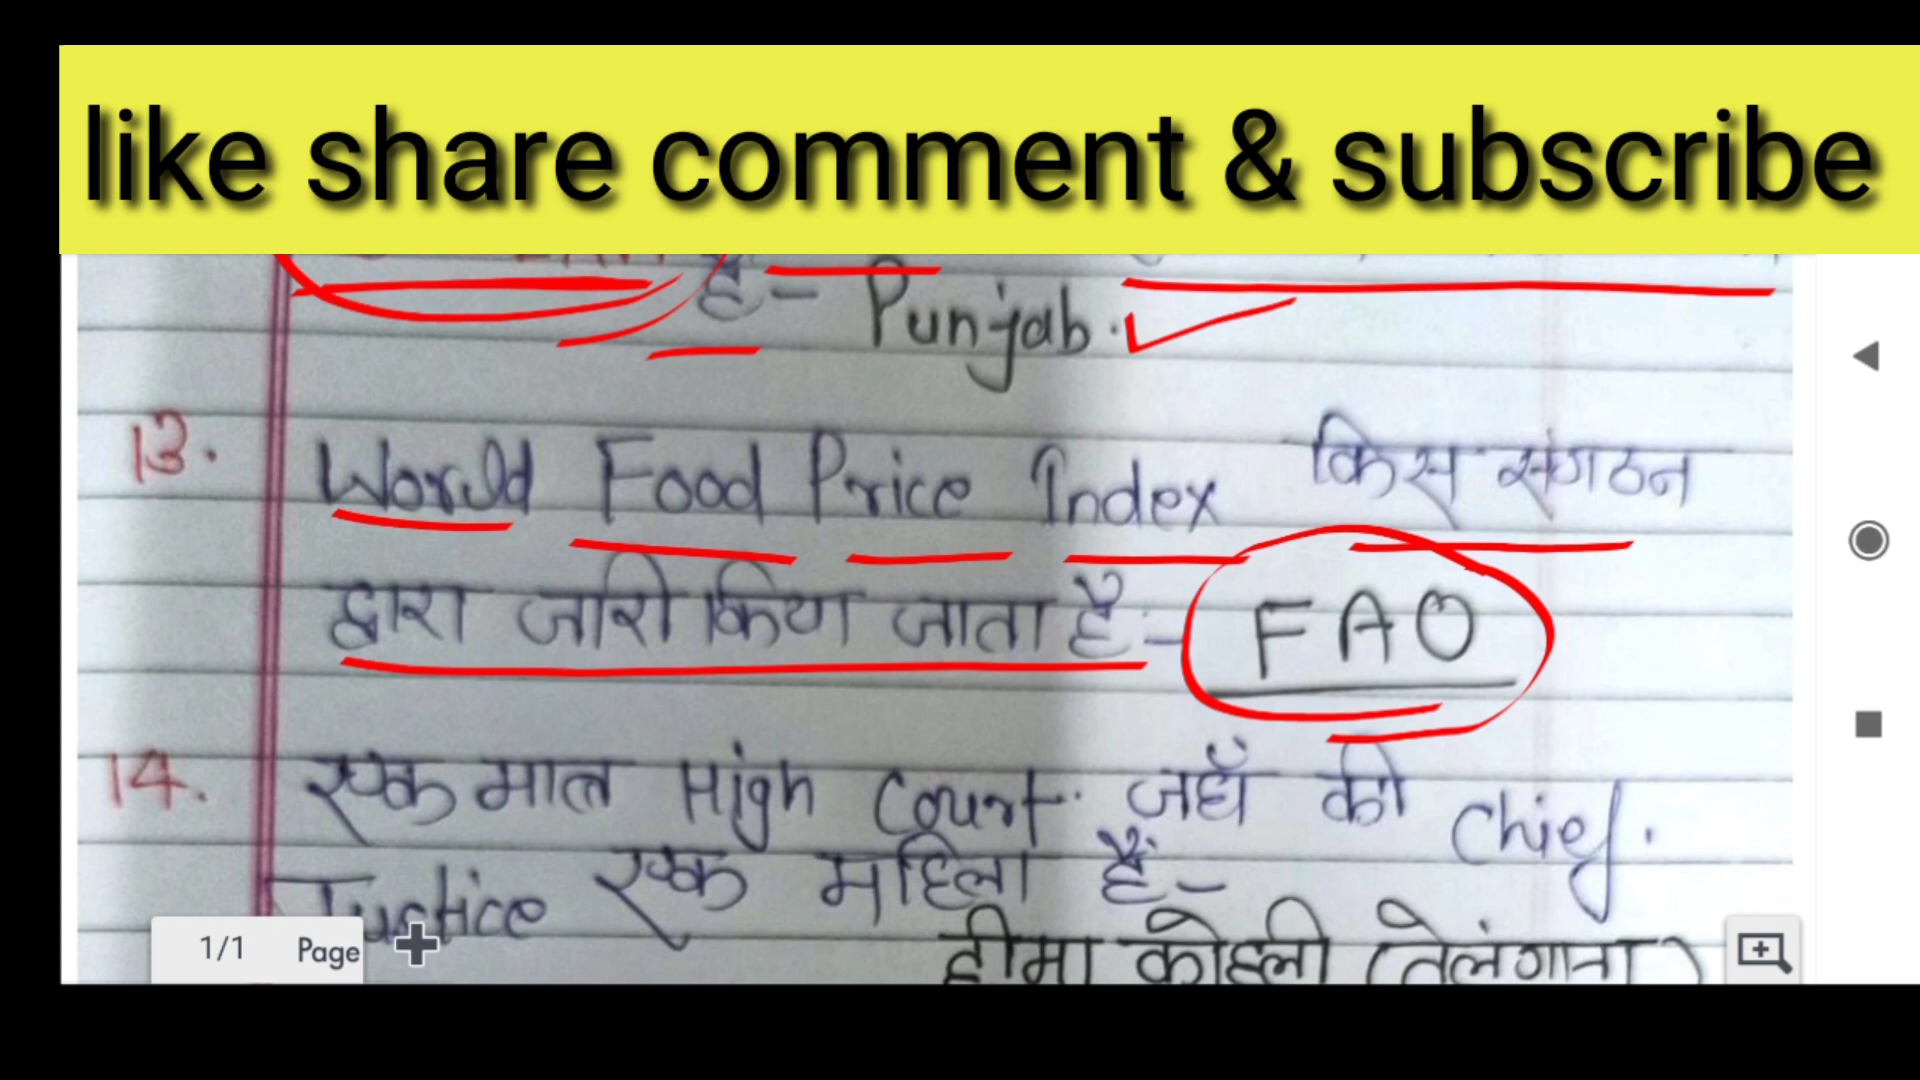 like share comment & subscribe
है - Punjab.
13. World Food Price Index किस संगठन
द्वारा जारी किया जाता है:- FAO
14. एक मात्र High Court जहाँ की Chief.
Justice एक महिला हैं:-
हीमा कोहली (तेलंगाना)
1/1 Page